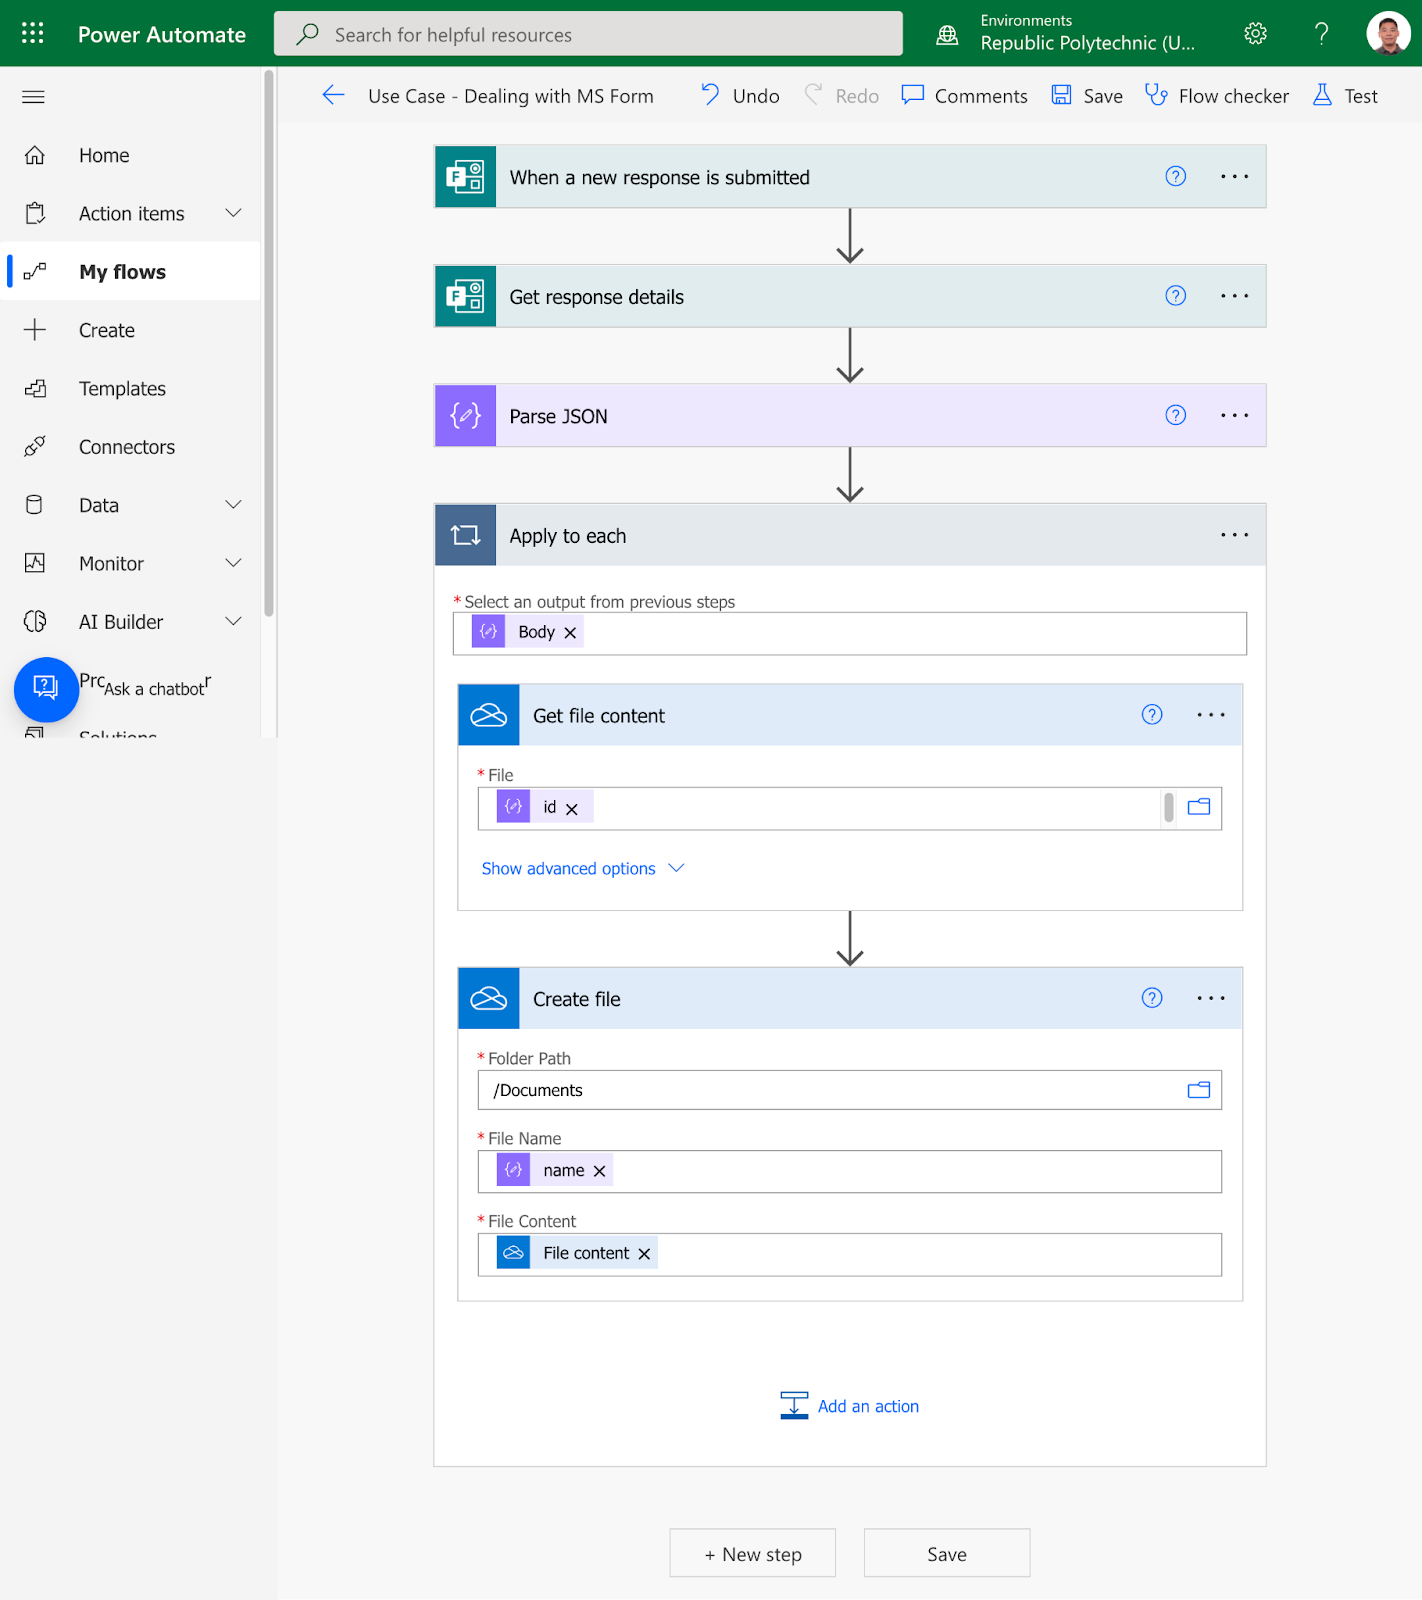 Power Automate
Search for helpful resources
Environments
Republic Polytechnic (U...
Use Case - Dealing with MS Form
Undo
Redo
Comments
Save
Flow checker
Test
Home
Action items
My flows
Create
Templates
Connectors
Data
Monitor
AI Builder
Ask a chatbot
Solutions
When a new response is submitted
Get response details
Parse JSON
Apply to each
* Select an output from previous steps
Body
Get file content
* File
id
Show advanced options
Create file
* Folder Path
/Documents
* File Name
name
* File Content
File content
Add an action
+ New step
Save